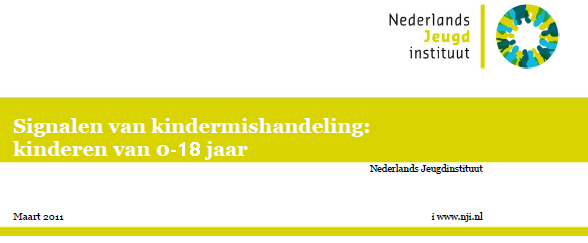 Nederlands
Jeugd
instituut
Signalen van kindermishandeling:
kinderen van 0-18 jaar
Nederlands Jeugdinstituut
Maart 2011
i www.nji.nl